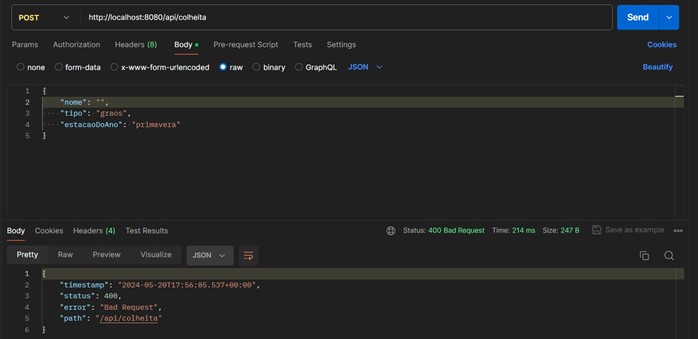 POST http://localhost:8080/api/colheita Send
Params Authorization Headers (8) Body Pre-request Script Tests Settings Cookies
none form-data x-www-form-urlencoded raw binary GraphQL JSON Beautify
1 {
2 "nome": "",
3 "tipo": "graos",
4 "estacaoDoAno": "primavera"
5 }
Body Cookies Headers (4) Test Results Status: 400 Bad Request Time: 214 ms Size: 247 B Save as example
Pretty Raw Preview Visualize JSON
1 {
2 "timestamp": "2024-05-20T17:56:05.537+00:00",
3 "status": 400,
4 "error": "Bad Request",
5 "path": "/api/colheita"
6 }